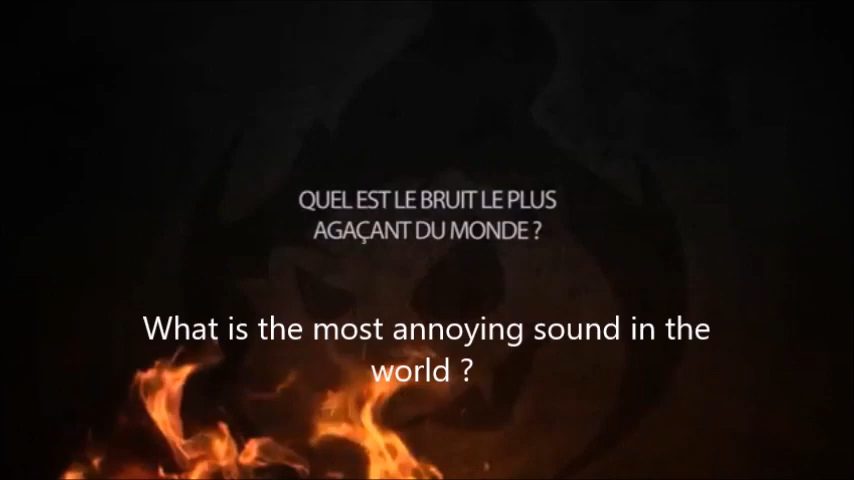 QUEL EST LE BRUIT LE PLUS
AGAÇANT DU MONDE ?
What is the most annoying sound in the
world ?